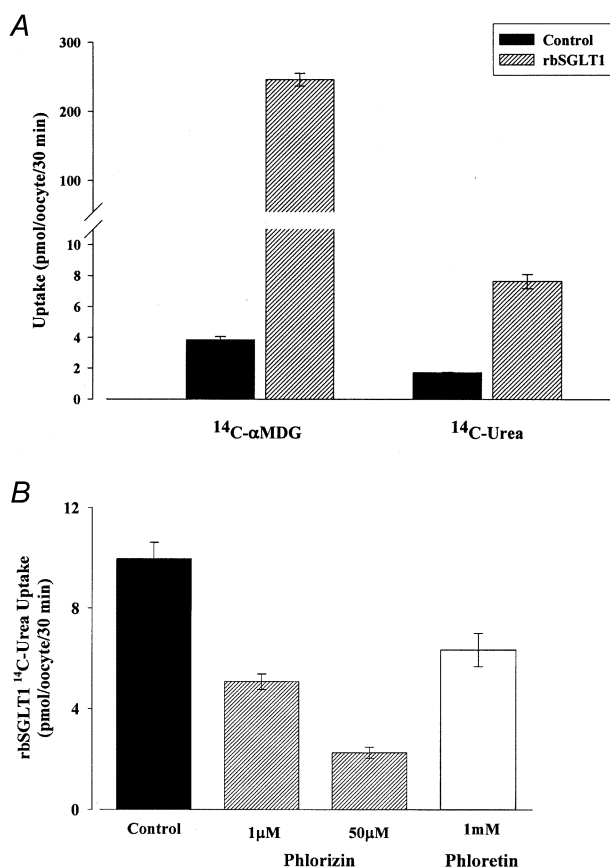 A
Control
rbSGLT1
Uptake (pmol/oocyte/30 min)
300
200
100
10
8
6
4
2
0
¹⁴C-αMDG
¹⁴C-Urea
B
rbSGLT1 ¹⁴C-Urea Uptake
(pmol/oocyte/30 min)
12
8
4
0
Control
1μM
50μM
1mM
Phlorizin
Phloretin